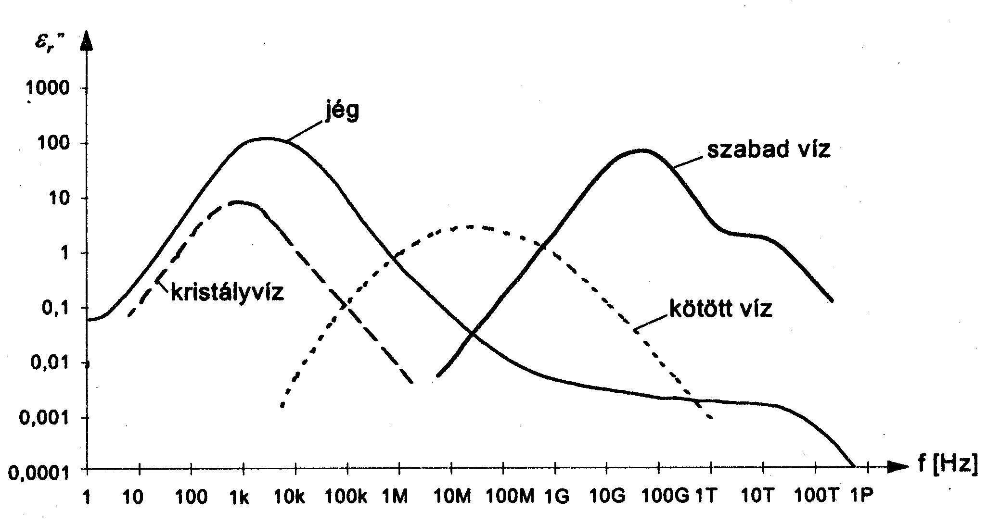 εr”
1000
100
10
1
0,1
0,01
0,001
0,0001
jég
szabad víz
kristályvíz
kötött víz
f [Hz]
1 10 100 1k 10k 100k 1M 10M 100M 1G 10G 100G 1T 10T 100T 1P